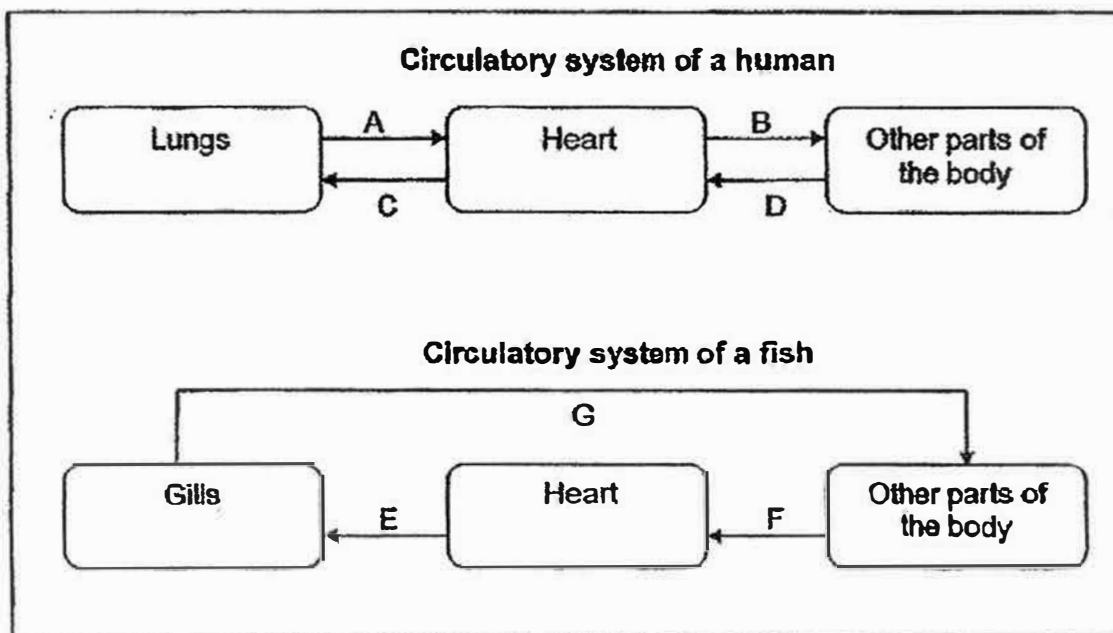 Circulatory system of a human
Lungs
A
Heart
B
Other parts of
the body
C
D
Circulatory system of a fish
G
Gills
E
Heart
F
Other parts of
the body